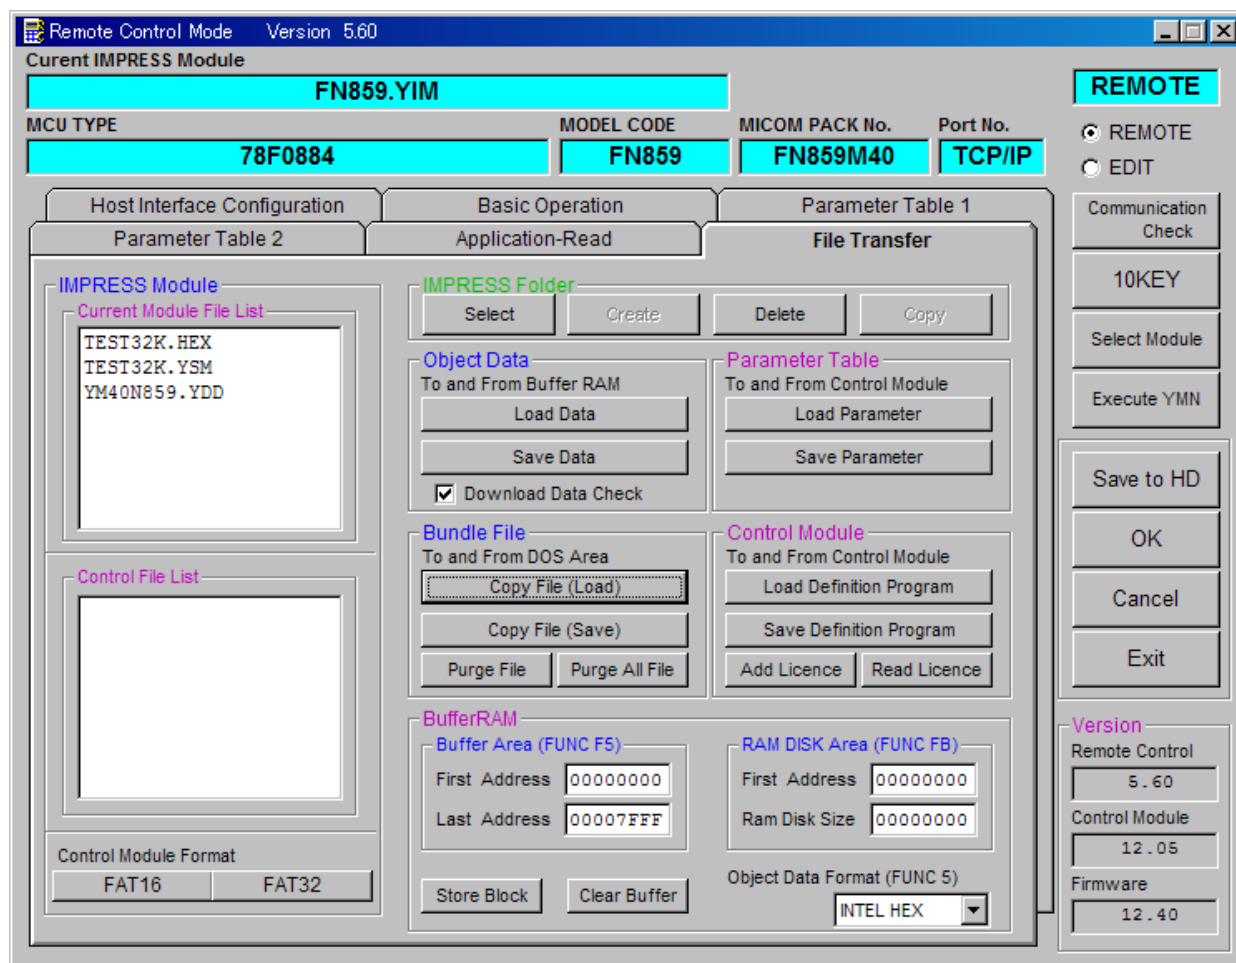 Remote Control Mode Version 5.60
Curent IMPRESS Module
FN859.YIM
REMOTE
MCU TYPE
MODEL CODE
MICOM PACK No.
Port No.
78F0884
FN859
FN859M40
TCP/IP
REMOTE
EDIT
Host Interface Configuration
Basic Operation
Parameter Table 1
Parameter Table 2
Application-Read
File Transfer
IMPRESS Module
Current Module File List
TEST32K.HEX
TEST32K.YSM
YM40N859.YDD
Control File List
Control Module Format
FAT16
FAT32
IMPRESS Folder
Select
Create
Delete
Copy
Object Data
To and From Buffer RAM
Load Data
Save Data
Download Data Check
Parameter Table
To and From Control Module
Load Parameter
Save Parameter
Bundle File
To and From DOS Area
Copy File (Load)
Copy File (Save)
Purge File
Purge All File
Control Module
To and From Control Module
Load Definition Program
Save Definition Program
Add Licence
Read Licence
BufferRAM
Buffer Area (FUNC F5)
First Address 00000000
Last Address 00007FFF
RAM DISK Area (FUNC FB)
First Address 00000000
Ram Disk Size 00000000
Store Block
Clear Buffer
Object Data Format (FUNC 5)
INTEL HEX
Communication
Check
10KEY
Select Module
Execute YMN
Save to HD
OK
Cancel
Exit
Version
Remote Control
5.60
Control Module
12.05
Firmware
12.40